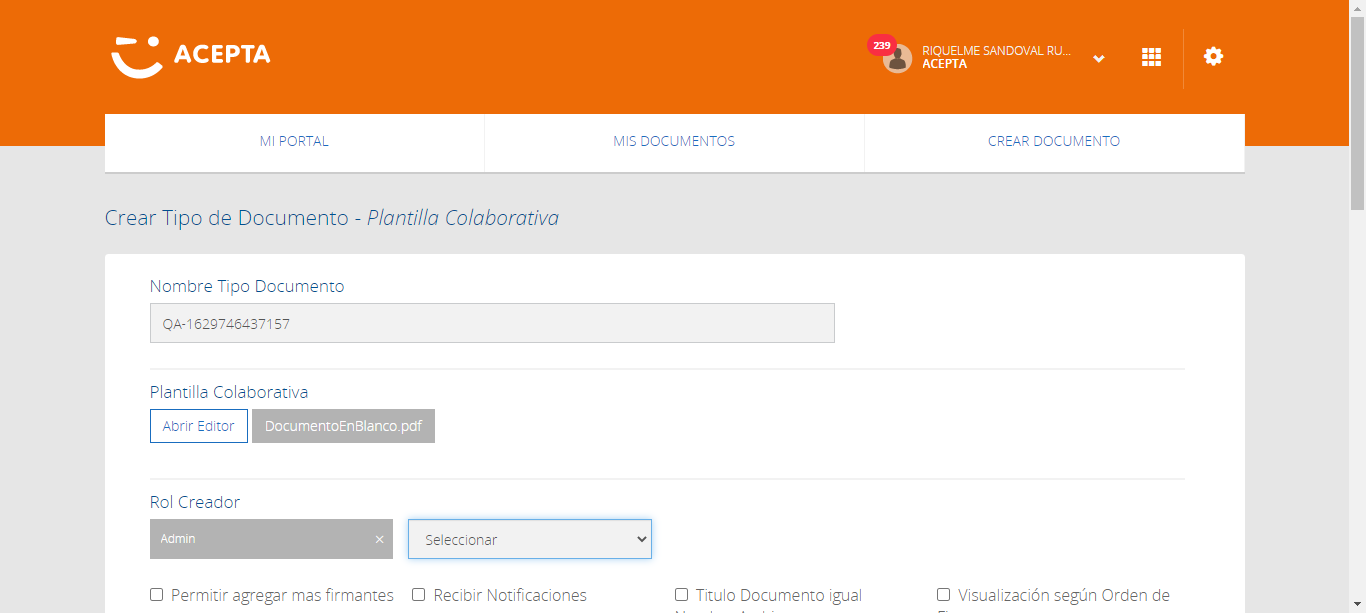 ACEPTA
239
RIQUELME SANDOVAL RU...
ACEPTA
MI PORTAL
MIS DOCUMENTOS
CREAR DOCUMENTO
Crear Tipo de Documento - Plantilla Colaborativa
Nombre Tipo Documento
QA-1629746437157
Plantilla Colaborativa
Abrir Editor
DocumentoEnBlanco.pdf
Rol Creador
Admin ×
Seleccionar
Permitir agregar mas firmantes
Recibir Notificaciones
Titulo Documento igual
Visualización según Orden de